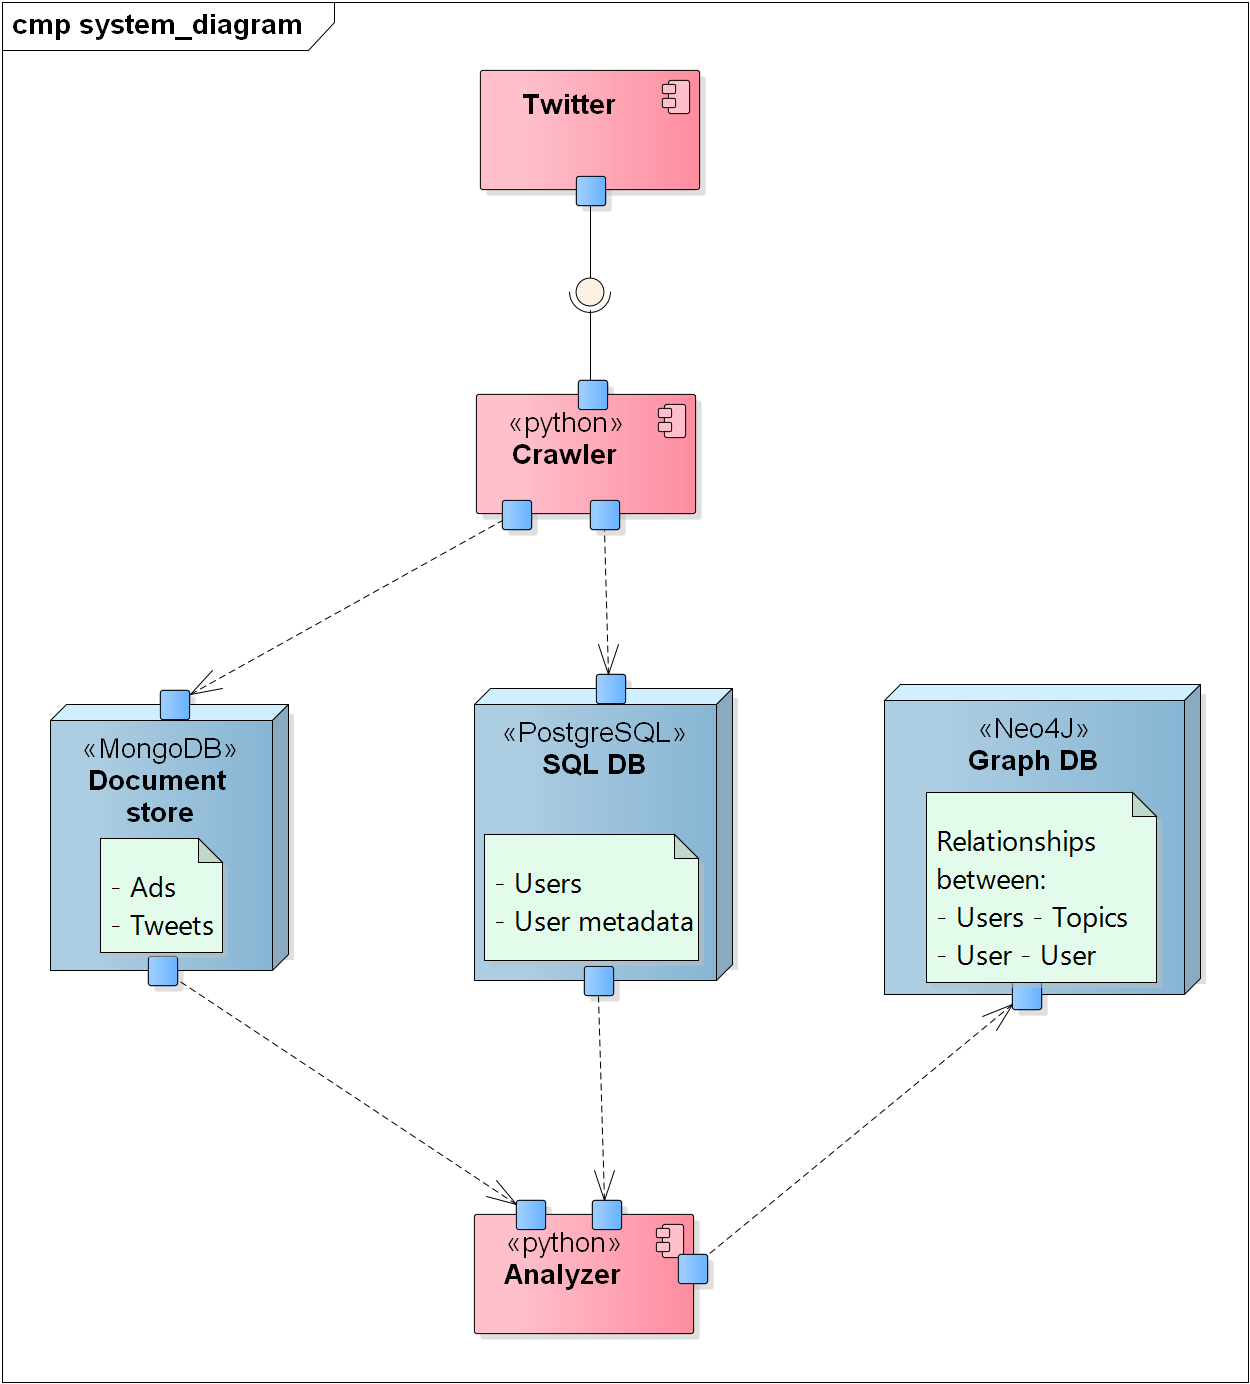 cmp system_diagram
Twitter
«python»
Crawler
«MongoDB»
Document
store
- Ads
- Tweets
«PostgreSQL»
SQL DB
- Users
- User metadata
«Neo4J»
Graph DB
Relationships
between:
- Users - Topics
- User - User
«python»
Analyzer